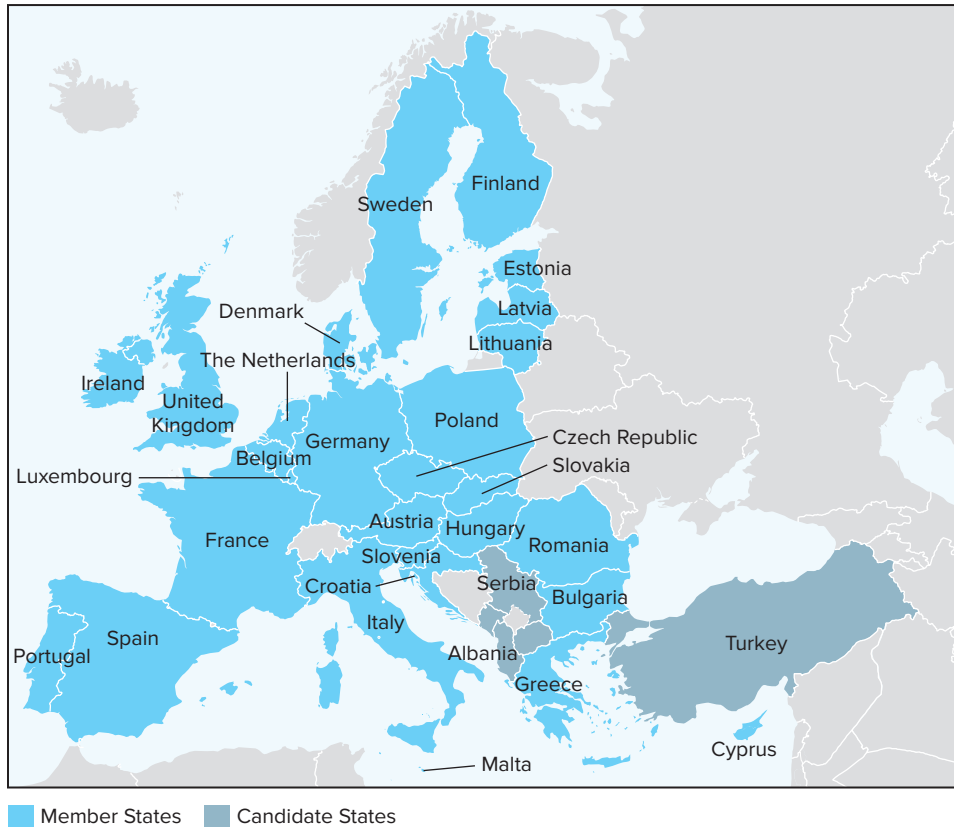 Finland
Sweden
Estonia
Denmark
Latvia
Lithuania
The Netherlands
Ireland
United
Kingdom
Poland
Germany
Czech Republic
Belgium
Slovakia
Luxembourg
Austria
Hungary
France
Romania
Slovenia
Serbia
Croatia
Bulgaria
Italy
Spain
Turkey
Portugal
Albania
Greece
Cyprus
Malta
Member States
Candidate States